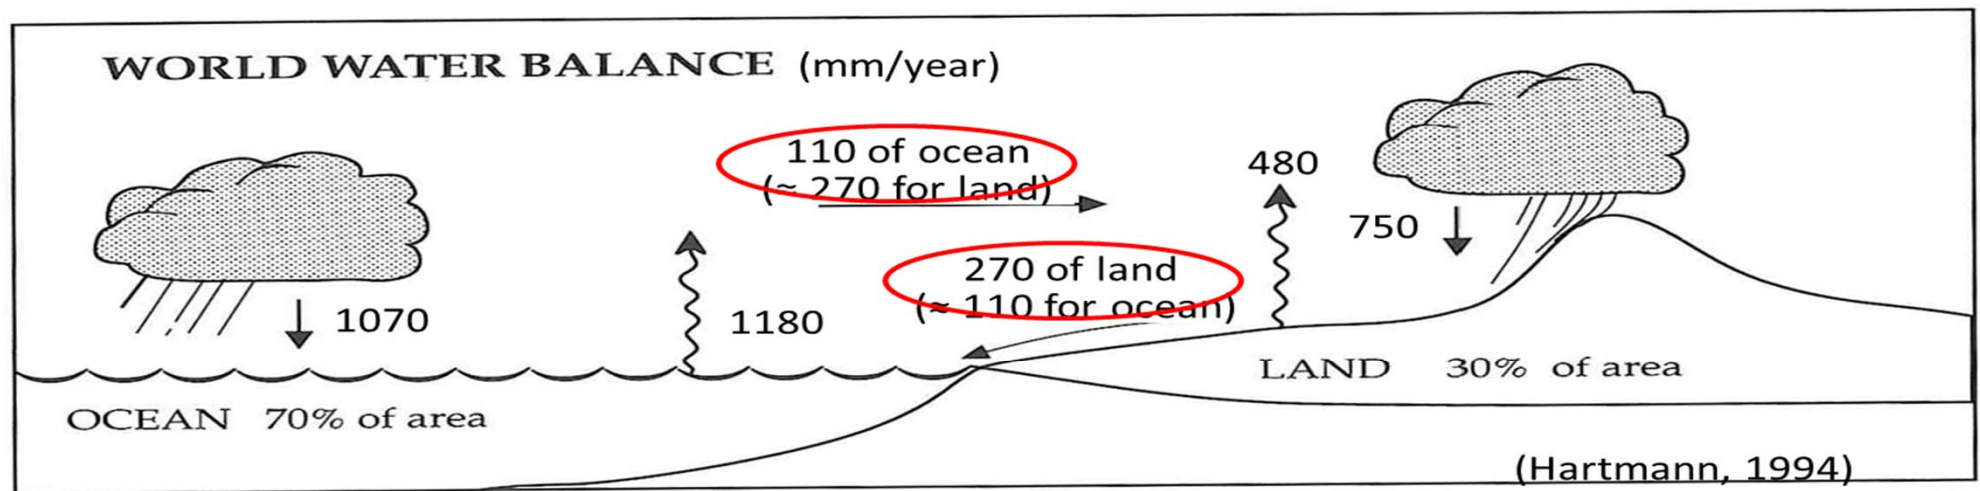 WORLD WATER BALANCE (mm/year)
110 of ocean
(≈ 270 for land)
480
750
270 of land
(≈ 110 for ocean)
1070
1180
LAND 30% of area
OCEAN 70% of area
(Hartmann, 1994)